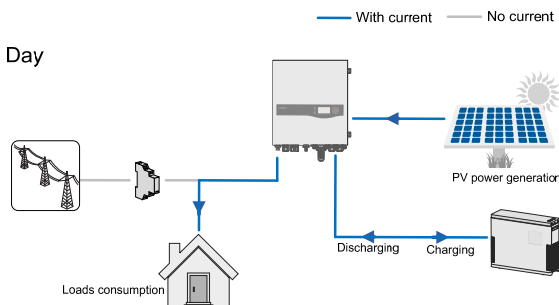 With current
No current
Day
PV power generation
Discharging
Charging
Loads consumption